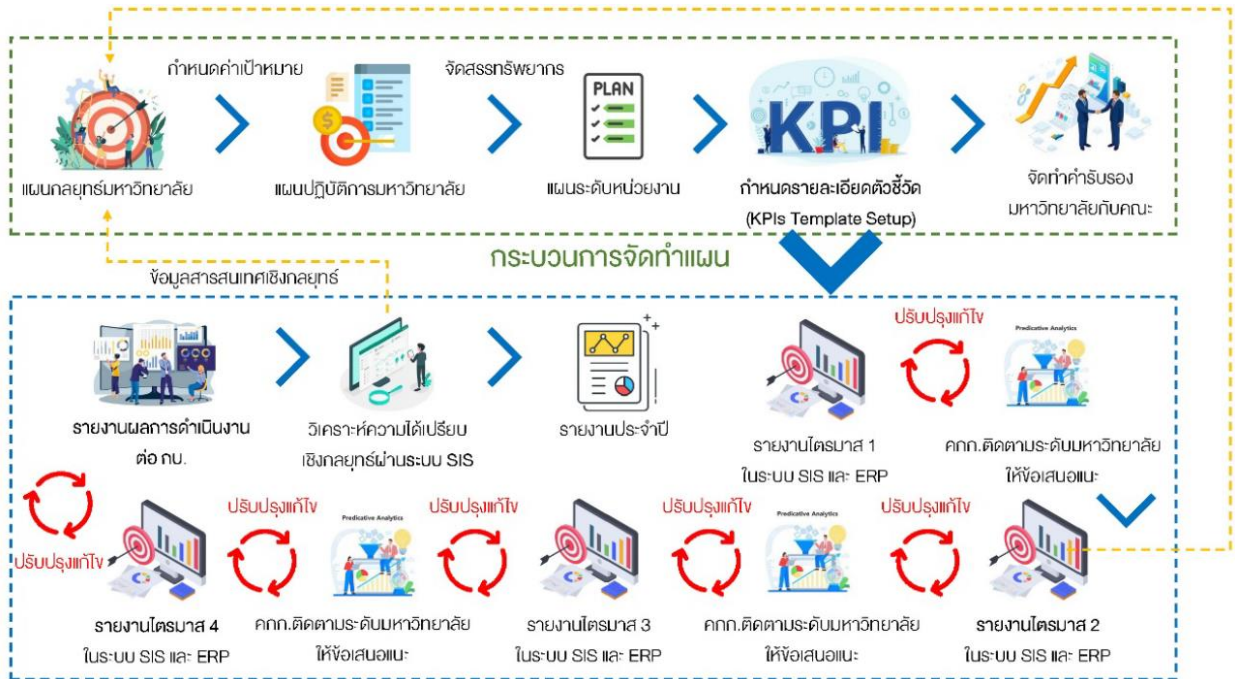 กำหนดค่าเป้าหมาย
จัดสรรทรัพยากร
PLAN
KPI
แผนกลยุทธ์มหาวิทยาลัย
แผนปฏิบัติการมหาวิทยาลัย
แผนระดับหน่วยงาน
กำหนดรายละเอียดตัวชี้วัด
(KPIs Template Setup)
จัดทำคำรับรอง
มหาวิทยาลัยกับคณะ
กระบวนการจัดทำแผน
ข้อมูลสารสนเทศเชิงกลยุทธ์
ปรับปรุงแก้ไข
Predicative Analytics
รายงานผลการดำเนินงาน
ต่อ กบ.
วิเคราะห์ความได้เปรียบ
เชิงกลยุทธ์ผ่านระบบ SIS
รายงานประจำปี
รายงานไตรมาส 1
ในระบบ SIS และ ERP
คกก.ติดตามระดับมหาวิทยาลัย
ให้ข้อเสนอแนะ
ปรับปรุงแก้ไข
ปรับปรุงแก้ไข
Predicative Analytics
ปรับปรุงแก้ไข
ปรับปรุงแก้ไข
Predicative Analytics
ปรับปรุงแก้ไข
รายงานไตรมาส 4
ในระบบ SIS และ ERP
คกก.ติดตามระดับมหาวิทยาลัย
ให้ข้อเสนอแนะ
รายงานไตรมาส 3
ในระบบ SIS และ ERP
คกก.ติดตามระดับมหาวิทยาลัย
ให้ข้อเสนอแนะ
รายงานไตรมาส 2
ในระบบ SIS และ ERP